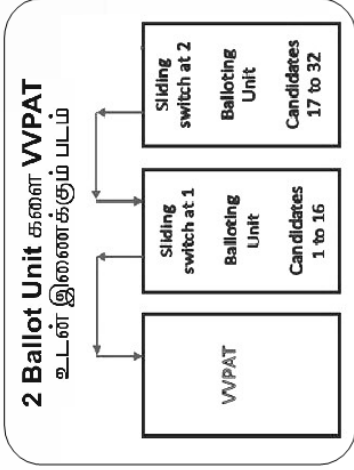 2 Ballot Unit களை VVPAT
உடன் இணைக்கும் படம்
VVPAT
Sliding
switch at 1
Balloting
Unit
Candidates
1 to 16
Sliding
switch at 2
Balloting
Unit
Candidates
17 to 32